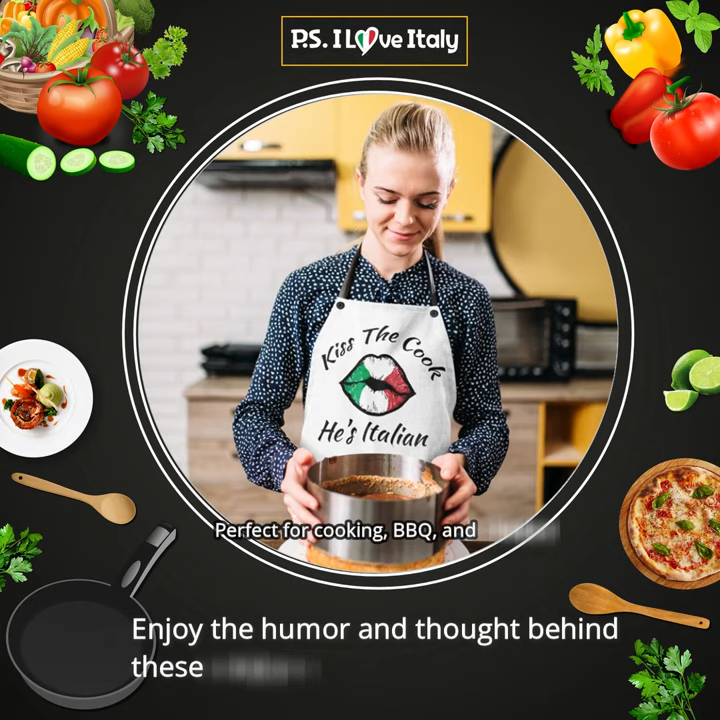 P.S. I Love Italy
Kiss The Cook
He's Italian
Perfect for cooking, BBQ, and
Enjoy the humor and thought behind
these